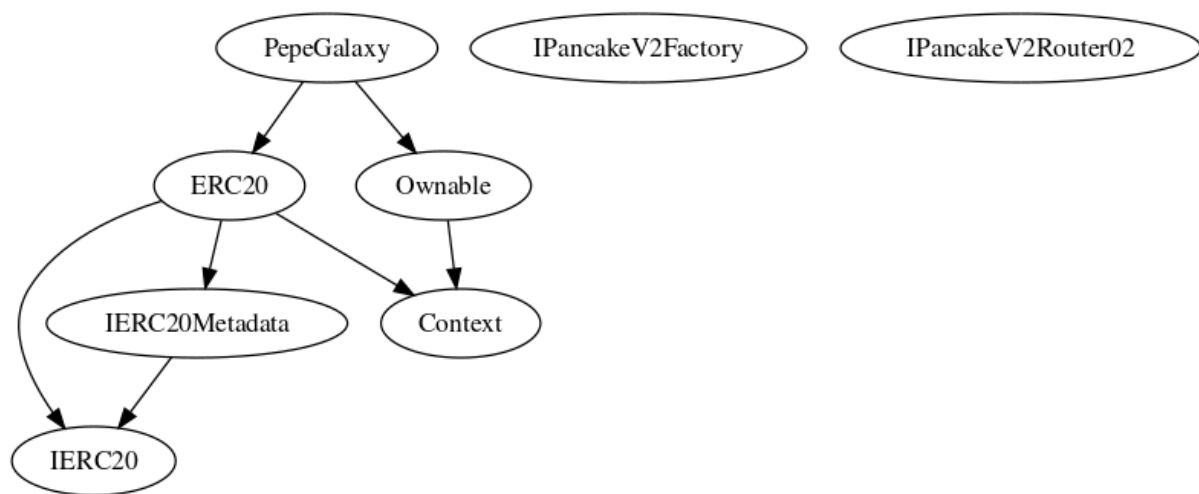 PepeGalaxy
IPancakeV2Factory
IPancakeV2Router02
ERC20
Ownable
IERC20Metadata
Context
IERC20